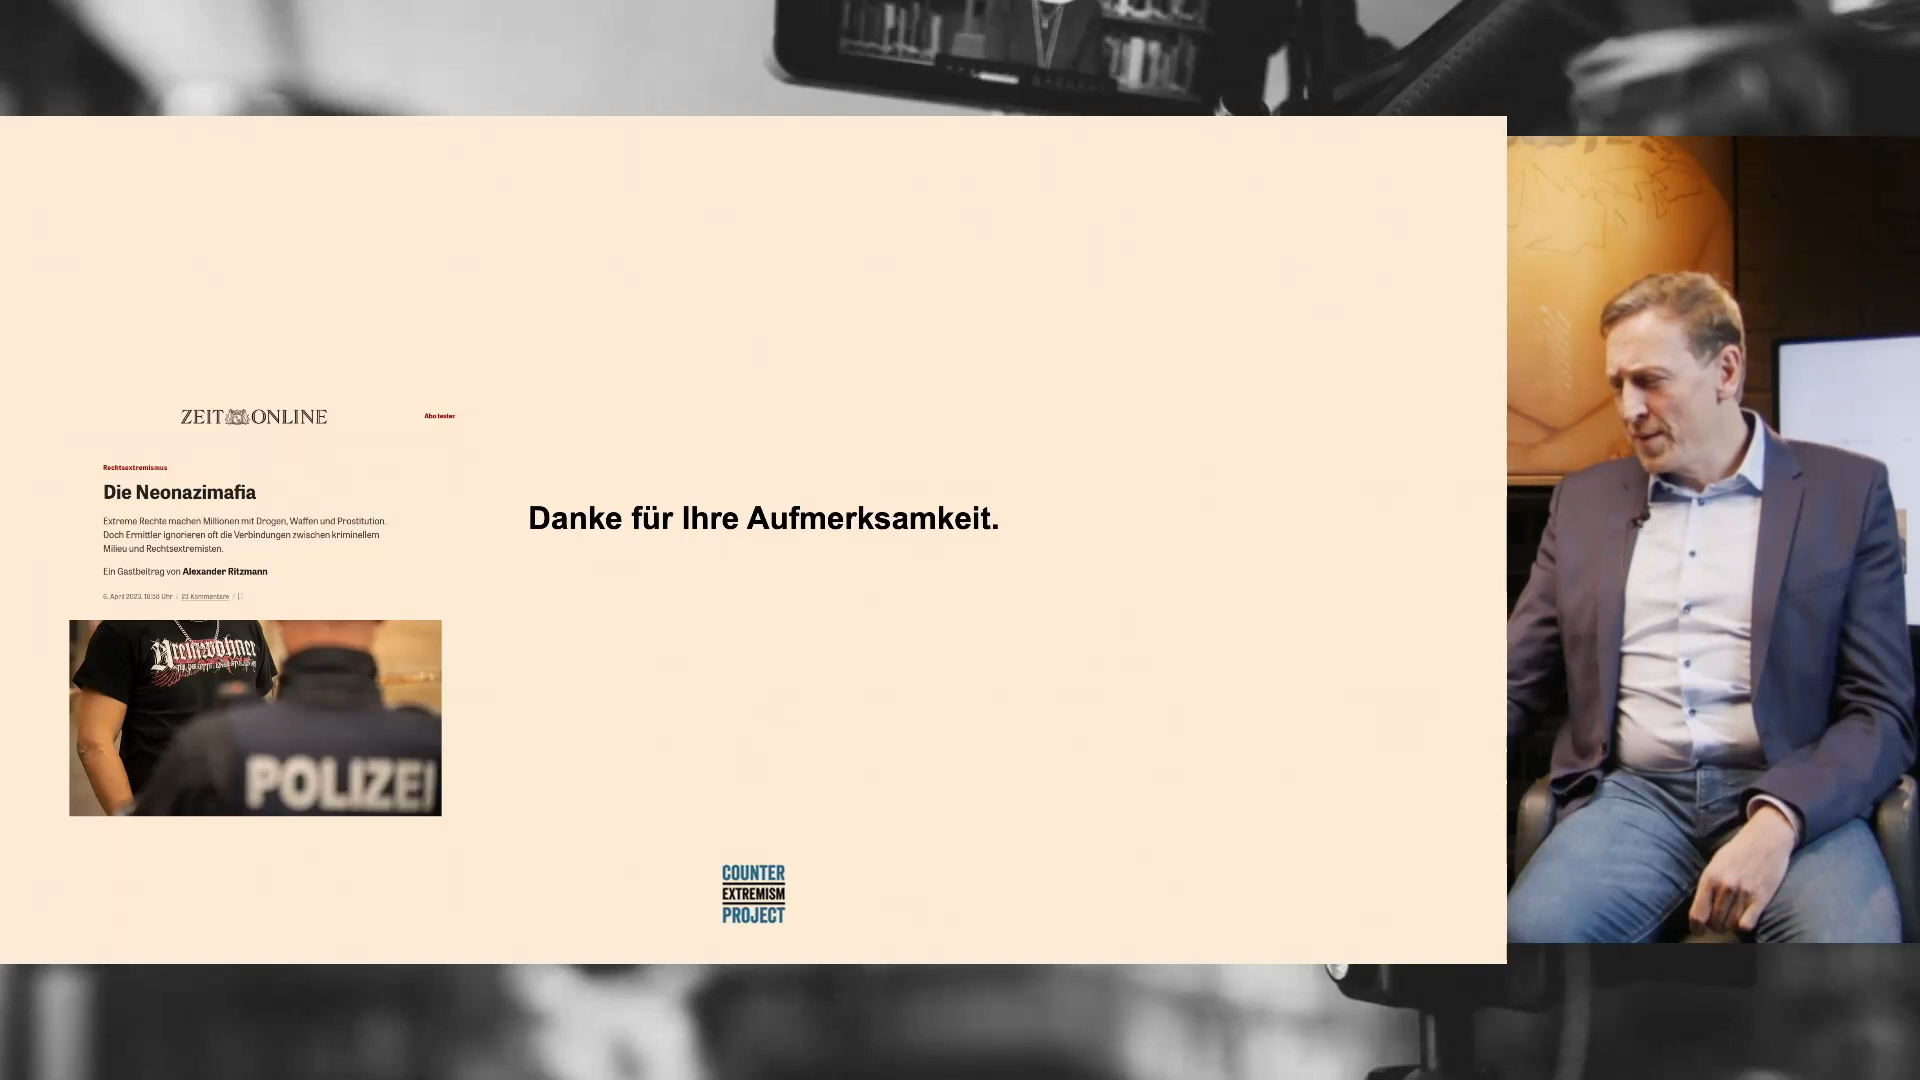 ZEIT ONLINE
Abo testen
Rechtsextremismus
Die Neonazimafia
Extreme Rechte machen Millionen mit Drogen, Waffen und Prostitution.
Doch Ermittler ignorieren oft die Verbindungen zwischen kriminellem
Milieu und Rechtsextremisten.
Ein Gastbeitrag von Alexander Ritzmann
6. April 2023, 16:58 Uhr / 23 Kommentare /
Ureinwohner
POLIZEI
Danke für Ihre Aufmerksamkeit.
COUNTER
EXTREMISM
PROJECT